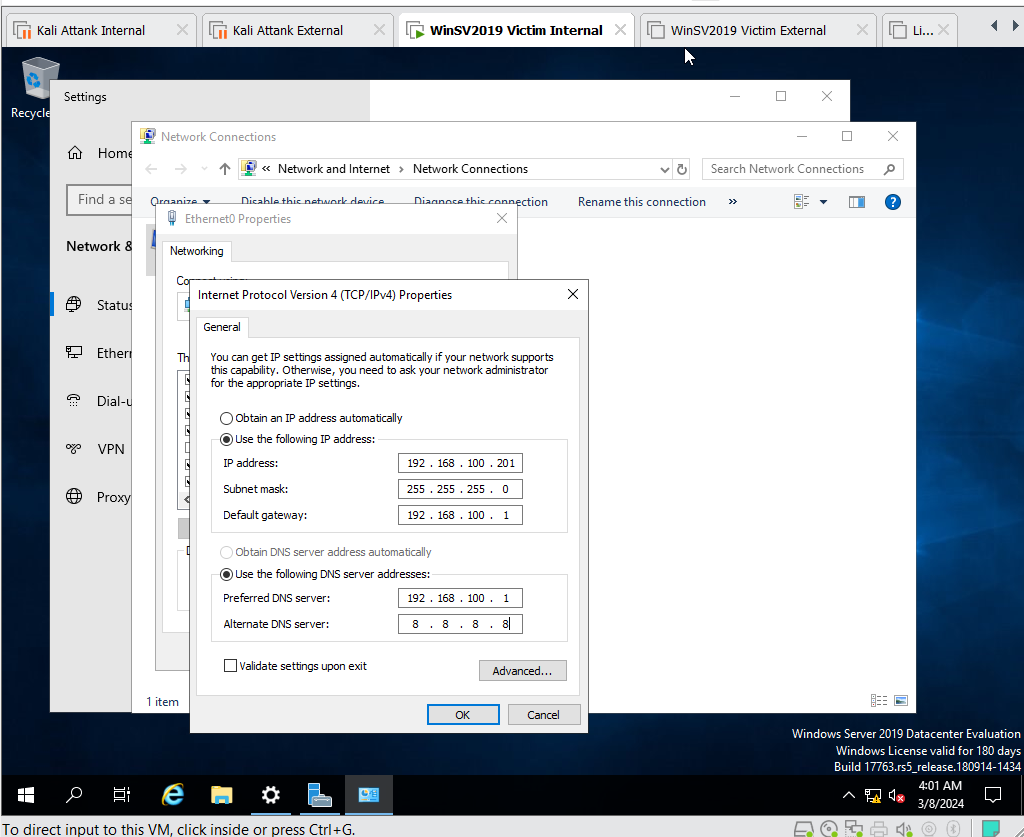 Kali Attank Internal
Kali Attank External
WinSV2019 Victim Internal
WinSV2019 Victim External
Li...
Recycle
Settings
Home
Find a se
Network &
Status
Ethern
Dial-u
VPN
Proxy
Network Connections
« Network and Internet › Network Connections
Search Network Connections
Organize
Disable this network device
Diagnose this connection
Rename this connection
»
1 item
Ethernet0 Properties
Networking
Connect using:
Th
Internet Protocol Version 4 (TCP/IPv4) Properties
General
You can get IP settings assigned automatically if your network supports
this capability. Otherwise, you need to ask your network administrator
for the appropriate IP settings.
Obtain an IP address automatically
Use the following IP address:
IP address: 192 . 168 . 100 . 201
Subnet mask: 255 . 255 . 255 . 0
Default gateway: 192 . 168 . 100 . 1
Obtain DNS server address automatically
Use the following DNS server addresses:
Preferred DNS server: 192 . 168 . 100 . 1
Alternate DNS server: 8 . 8 . 8 . 8
Validate settings upon exit
Advanced...
OK
Cancel
Windows Server 2019 Datacenter Evaluation
Windows License valid for 180 days
Build 17763.rs5_release.180914-1434
4:01 AM
3/8/2024
To direct input to this VM, click inside or press Ctrl+G.